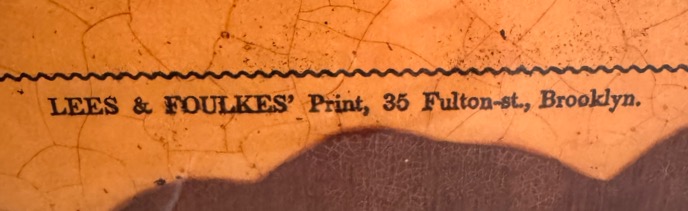 LEES & FOULKES' Print, 35 Fulton-st., Brooklyn.